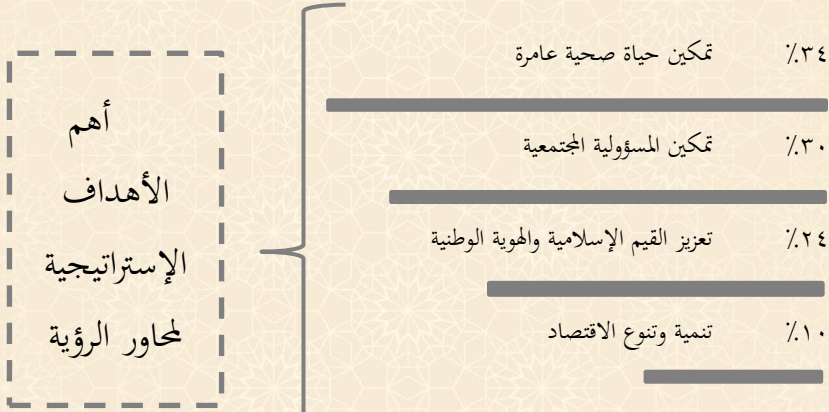 أهم
الأهداف
الإستراتيجية
لمحاور الرؤية
٣٤٪ تمكين حياة صحية عامرة
٣٠٪ تمكين المسؤولية المجتمعية
٢٤٪ تعزيز القيم الإسلامية والهوية الوطنية
١٠٪ تنمية وتنوع الاقتصاد